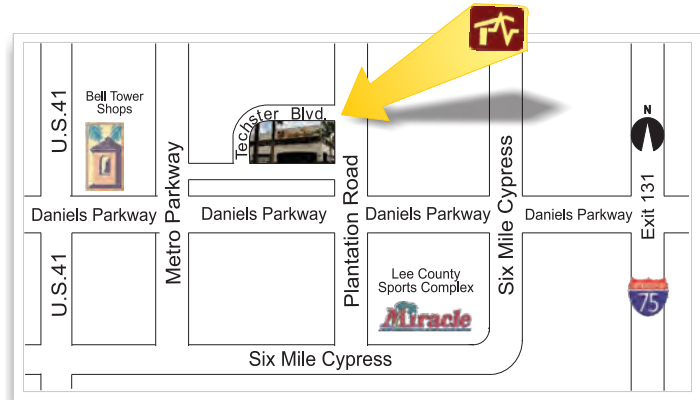 U.S.41
Bell Tower
Shops
Metro Parkway
Techster Blvd.
Plantation Road
Six Mile Cypress
N
Exit 131
Daniels Parkway
Daniels Parkway
Daniels Parkway
Daniels Parkway
U.S.41
Lee County
Sports Complex
Miracle
75
Six Mile Cypress